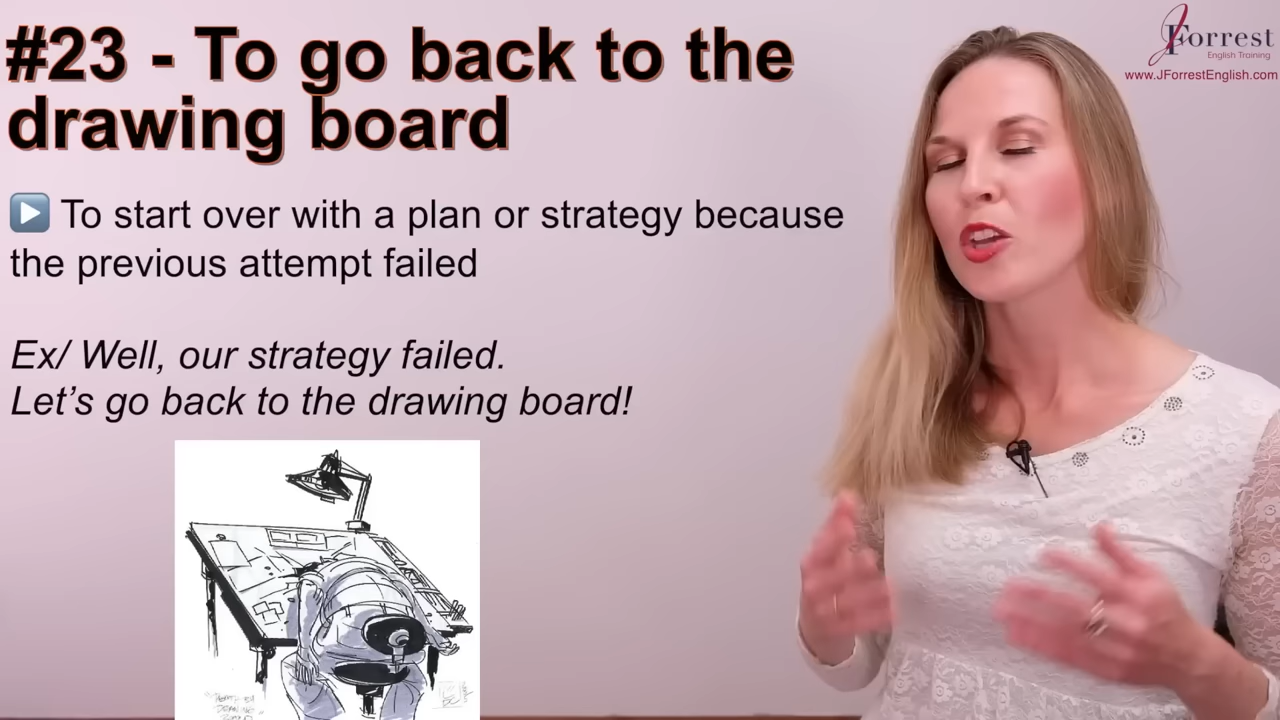 #23 - To go back to the
drawing board
JForrest
English Training
www.JForrestEnglish.com
▶ To start over with a plan or strategy because
the previous attempt failed
Ex/ Well, our strategy failed.
Let’s go back to the drawing board!